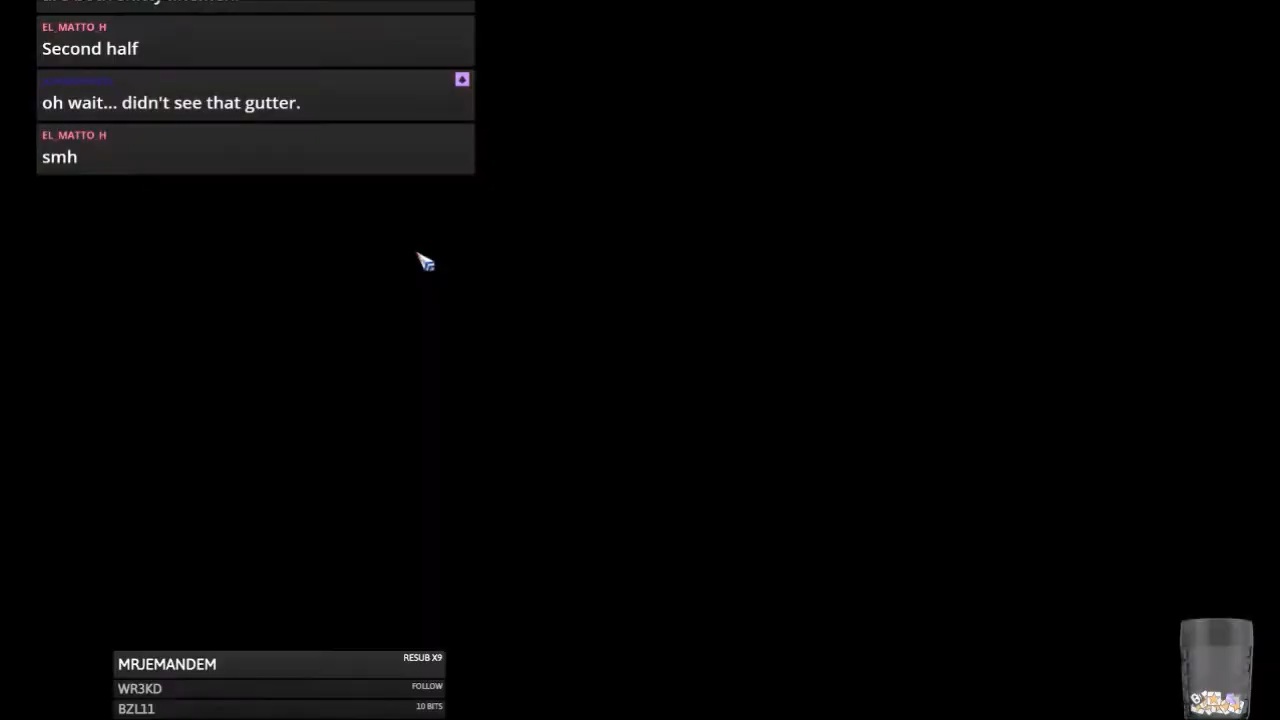 EL_MATTO_H
Second half
oh wait... didn't see that gutter.
EL_MATTO_H
smh
MRJEMANDEM
RESUB X9
WR3KD
FOLLOW
BZL11
10 BITS